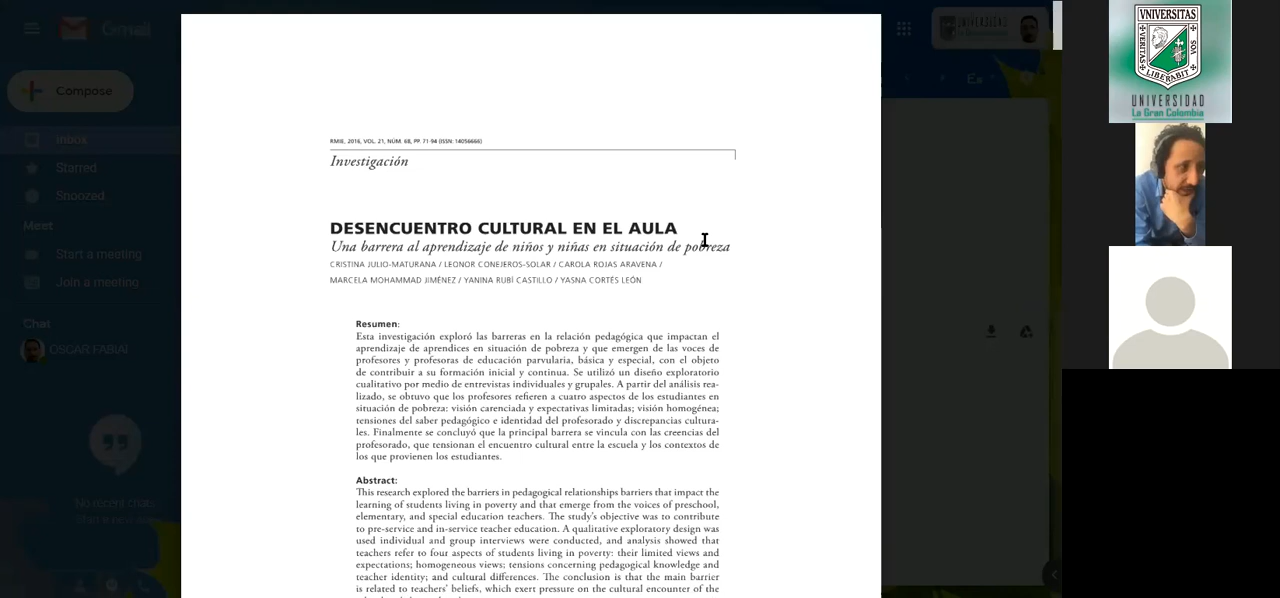 Gmail
UNIVERSIDAD
Compose
Inbox
Starred
Snoozed
Meet
Start a meeting
Join a meeting
Chat
OSCAR FABIAI
No recent chats
Es
RMIE, 2016, VOL. 21, NÚM. 68, PP. 71-94 (ISSN: 14056666)
Investigación
DESENCUENTRO CULTURAL EN EL AULA
Una barrera al aprendizaje de niños y niñas en situación de pobreza
CRISTINA JULIO-MATURANA / LEONOR CONEJEROS-SOLAR / CAROLA ROJAS ARAVENA /
MARCELA MOHAMMAD JIMÉNEZ / YANINA RUBÍ CASTILLO / YASNA CORTÉS LEÓN
Resumen:
Esta investigación exploró las barreras en la relación pedagógica que impactan el
aprendizaje de aprendices en situación de pobreza y que emergen de las voces de
profesores y profesoras de educación parvularia, básica y especial, con el objeto
de contribuir a su formación inicial y continua. Se utilizó un diseño exploratorio
cualitativo por medio de entrevistas individuales y grupales. A partir del análisis rea-
lizado, se obtuvo que los profesores refieren a cuatro aspectos de los estudiantes en
situación de pobreza: visión carenciada y expectativas limitadas; visión homogénea;
tensiones del saber pedagógico e identidad del profesorado y discrepancias cultura-
les. Finalmente se concluyó que la principal barrera se vincula con las creencias del
profesorado, que tensionan el encuentro cultural entre la escuela y los contextos de
los que provienen los estudiantes.
Abstract:
This research explored the barriers in pedagogical relationships barriers that impact the
learning of students living in poverty and that emerge from the voices of preschool,
elementary, and special education teachers. The study's objective was to contribute
to pre-service and in-service teacher education. A qualitative exploratory design was
used individual and group interviews were conducted, and analysis showed that
teachers refer to four aspects of students living in poverty: their limited views and
expectations; homogeneous views; tensions concerning pedagogical knowledge and
teacher identity; and cultural differences. The conclusion is that the main barrier
is related to teachers' beliefs, which exert pressure on the cultural encounter of the
VNIVERSITAS
VERITAS
VOS
LIBERABIT
UNIVERSIDAD
La Gran Colombia